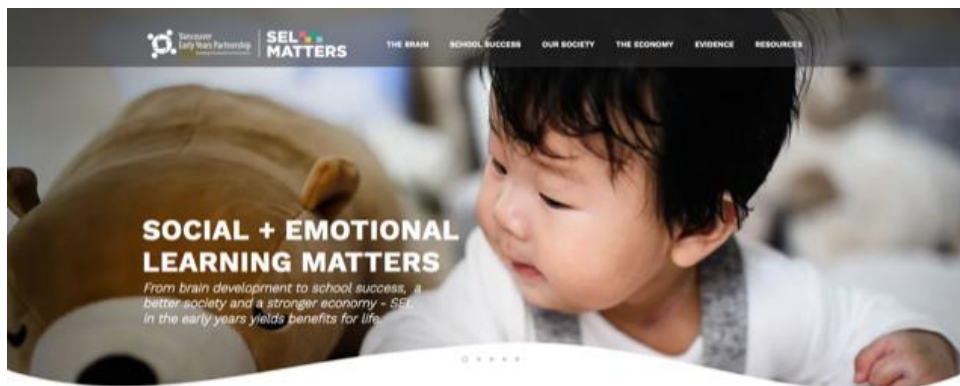 Vancouver
Early Years Partnership
SEL
MATTERS
THE BRAIN SCHOOL SUCCESS OUR SOCIETY THE ECONOMY EVIDENCE RESOURCES
SOCIAL + EMOTIONAL
LEARNING MATTERS
From brain development to school success, a
better society and a stronger economy - SEL
in the early years yields benefits for life.